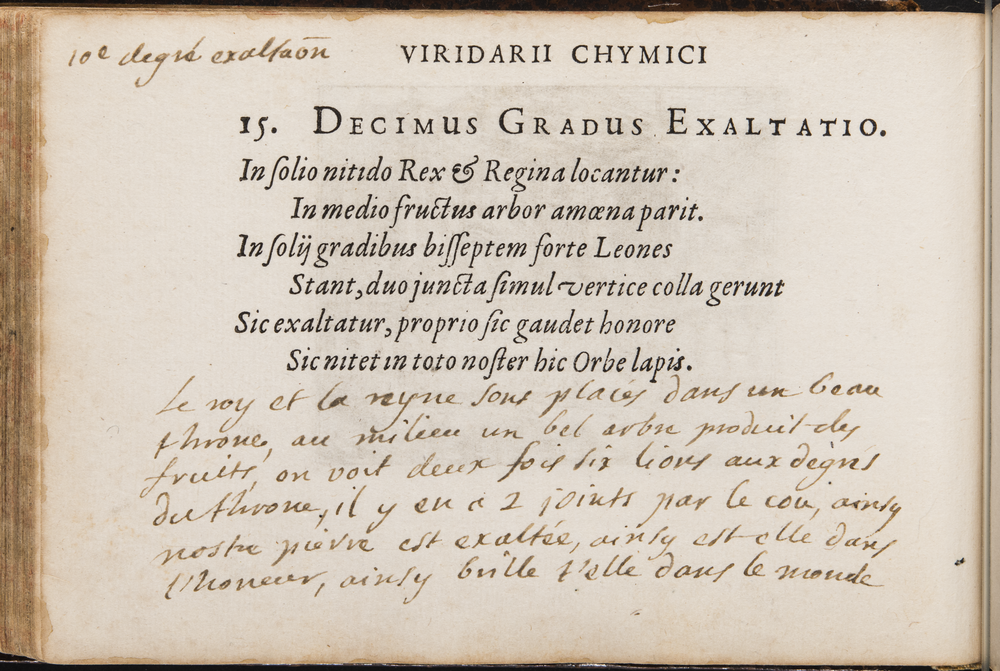 10e degré exaltaōn
VIRIDARII CHYMICI
15. DECIMUS GRADUS EXALTATIO.
In ſolio nitido Rex & Regina locantur:
In medio fructus arbor amœna parit.
In ſolij gradibus biſſeptem forte Leones
Stant, duo juncta ſimul vertice colla gerunt
Sic exaltatur, proprio ſic gaudet honore
Sic nitet in toto noſter hic Orbe lapis.
Le roy et la reyne sont placés dans un beau
throne, au milieu un bel arbre produit des
fruits, on voit deux fois six lions aux dègrés
du throne, il y en a 2 joints par le cou, ainsy
nostre pierre est exaltée, ainsy est elle dans
l'honeur, ainsy brille t'elle dans le monde